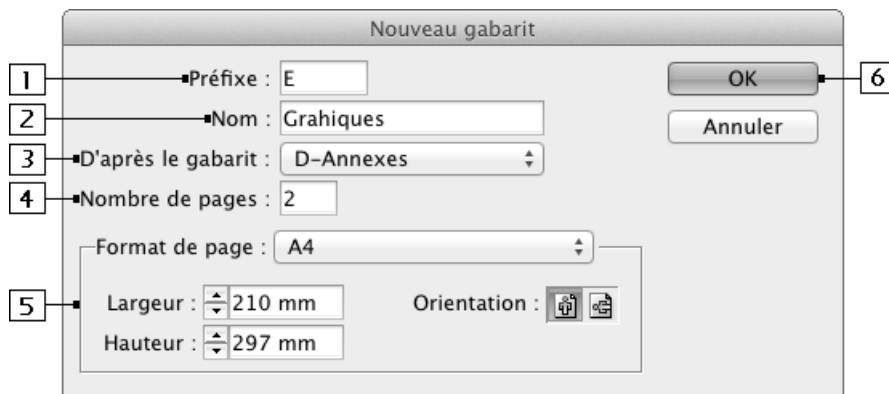 Nouveau gabarit
1 Préfixe : E OK 6
2 Nom : Grahiques Annuler
3 D'après le gabarit : D-Annexes
4 Nombre de pages : 2
Format de page : A4
5 Largeur : 210 mm Orientation :
Hauteur : 297 mm